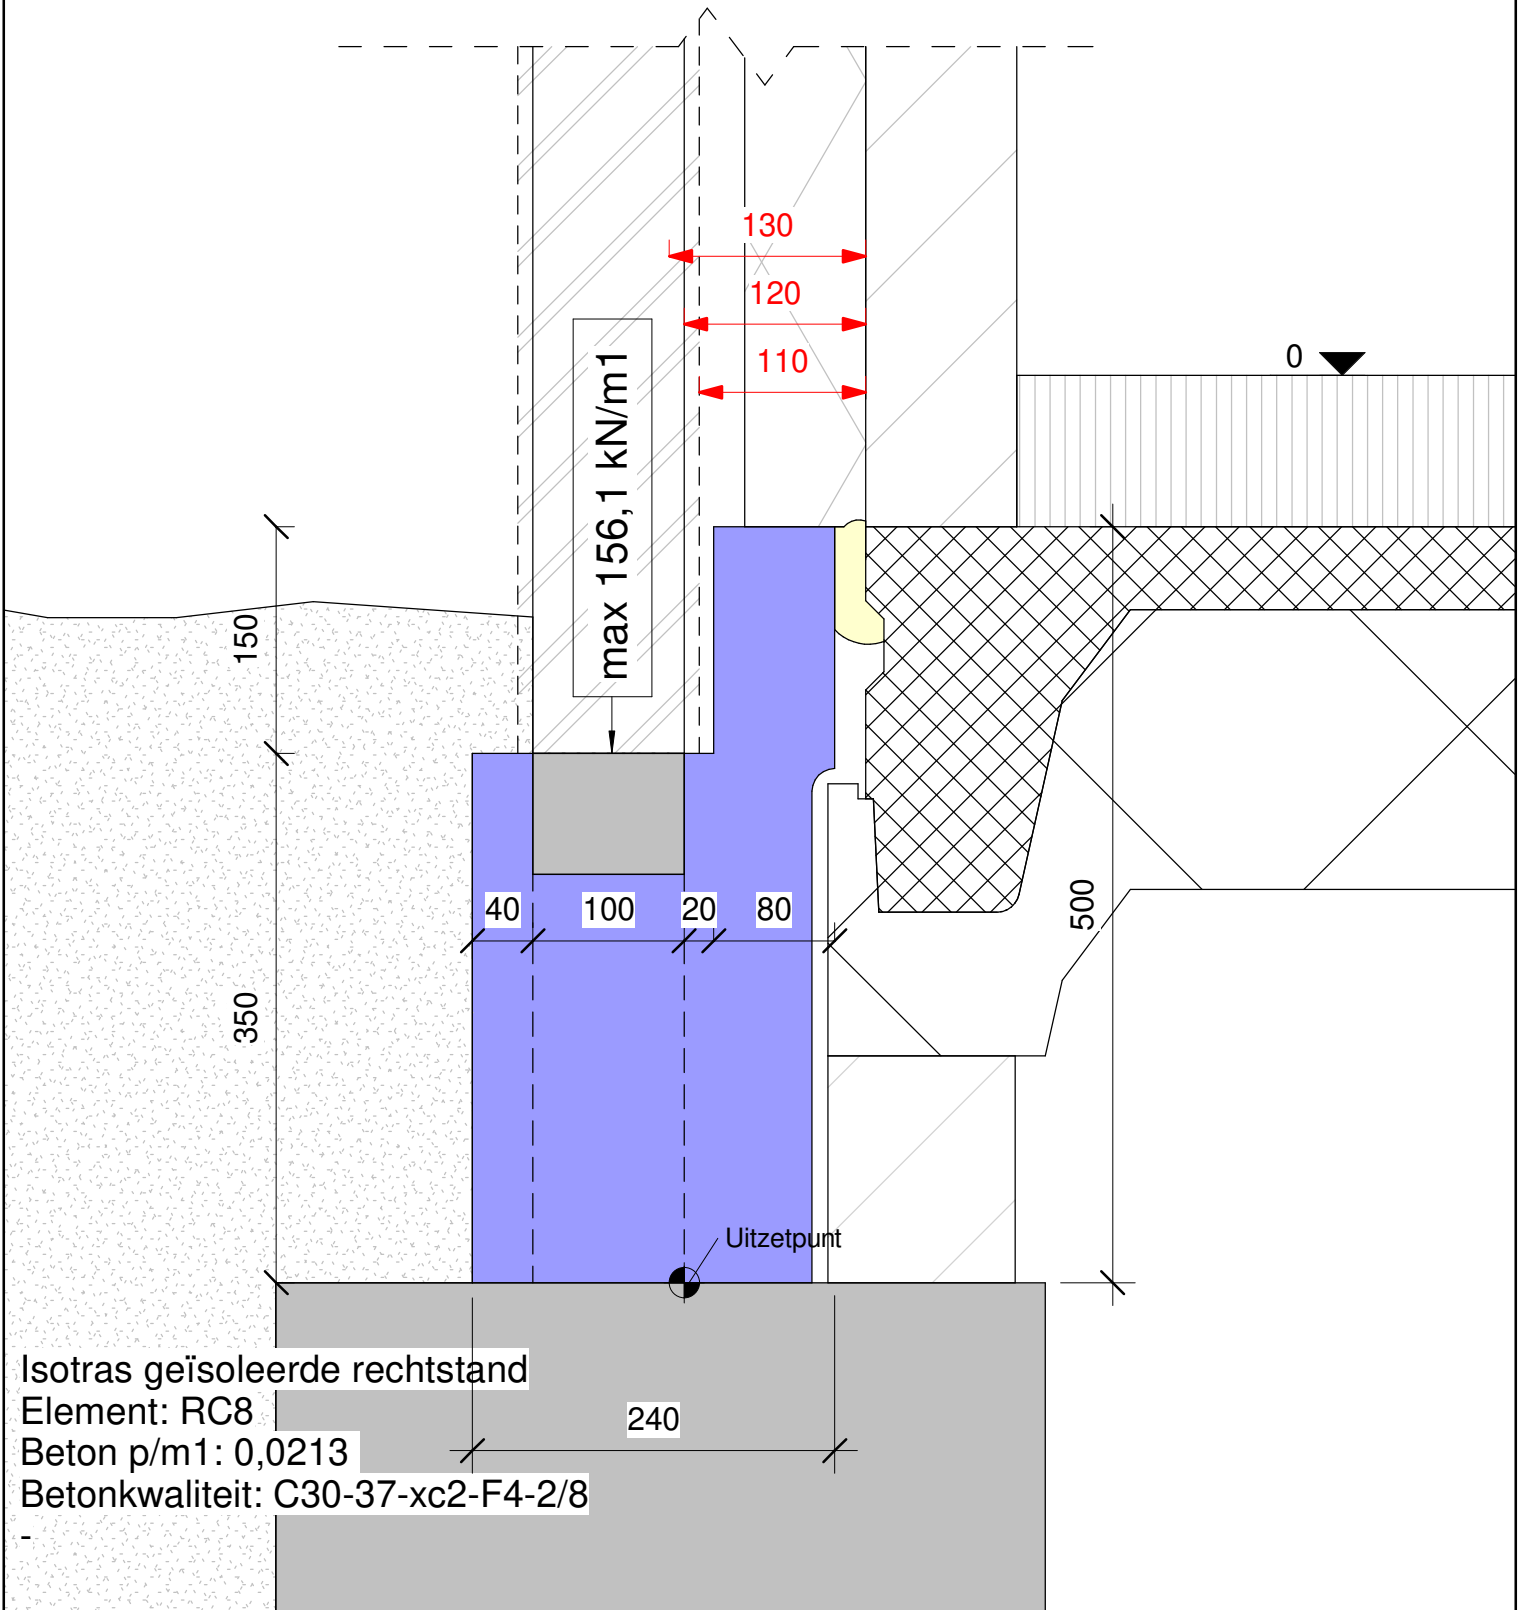 130
120
110
0
max 156,1 kN/m1
150
40
100
20
80
500
350
Uitzetpunt
Isotras geïsoleerde rechtstand
Element: RC8
Beton p/m1: 0,0213
240
Betonkwaliteit: C30-37-xc2-F4-2/8
-